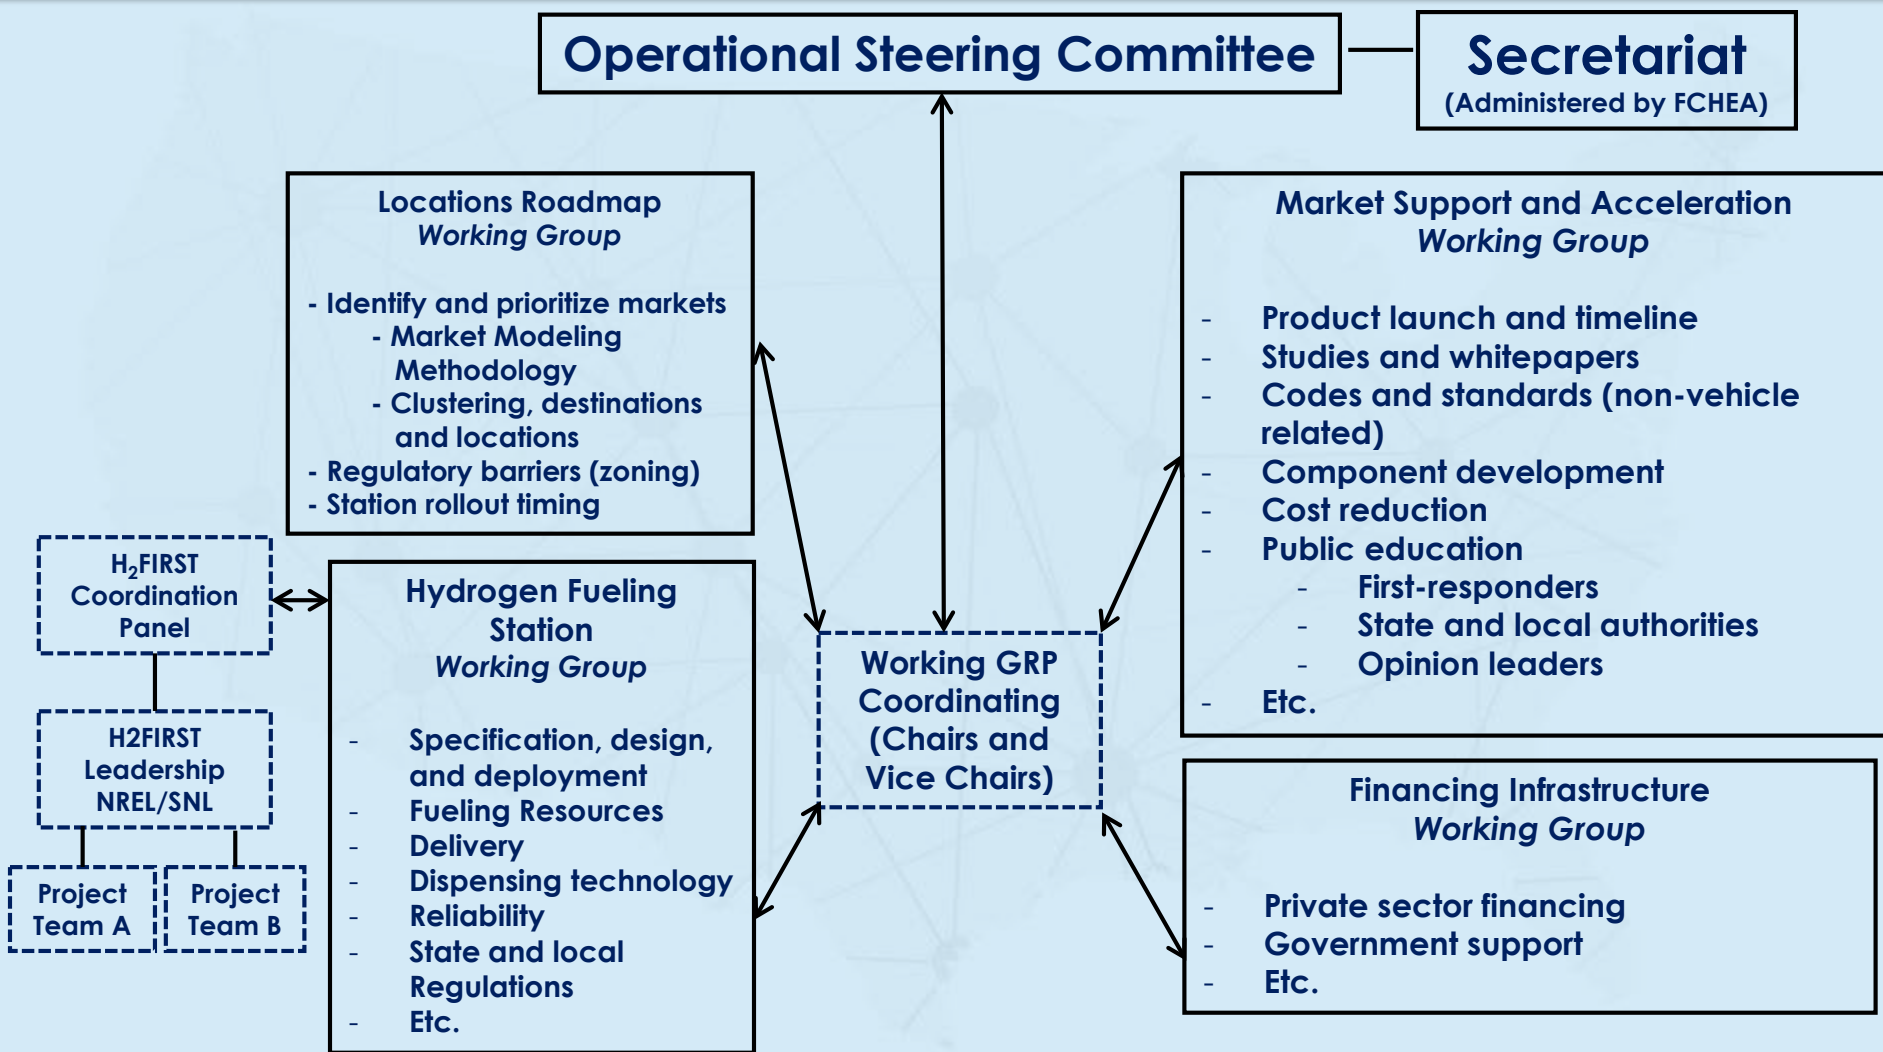 Operational Steering Committee
Secretariat
(Administered by FCHEA)
Locations Roadmap
Working Group
- Identify and prioritize markets
- Market Modeling
Methodology
- Clustering, destinations
and locations
- Regulatory barriers (zoning)
- Station rollout timing
Market Support and Acceleration
Working Group
- Product launch and timeline
- Studies and whitepapers
- Codes and standards (non-vehicle
related)
- Component development
- Cost reduction
- Public education
- First-responders
- State and local authorities
- Opinion leaders
- Etc.
H₂FIRST
Coordination
Panel
H2FIRST
Leadership
NREL/SNL
Project
Team A
Project
Team B
Hydrogen Fueling
Station
Working Group
- Specification, design,
and deployment
- Fueling Resources
- Delivery
- Dispensing technology
- Reliability
- State and local
Regulations
- Etc.
Working GRP
Coordinating
(Chairs and
Vice Chairs)
Financing Infrastructure
Working Group
- Private sector financing
- Government support
- Etc.